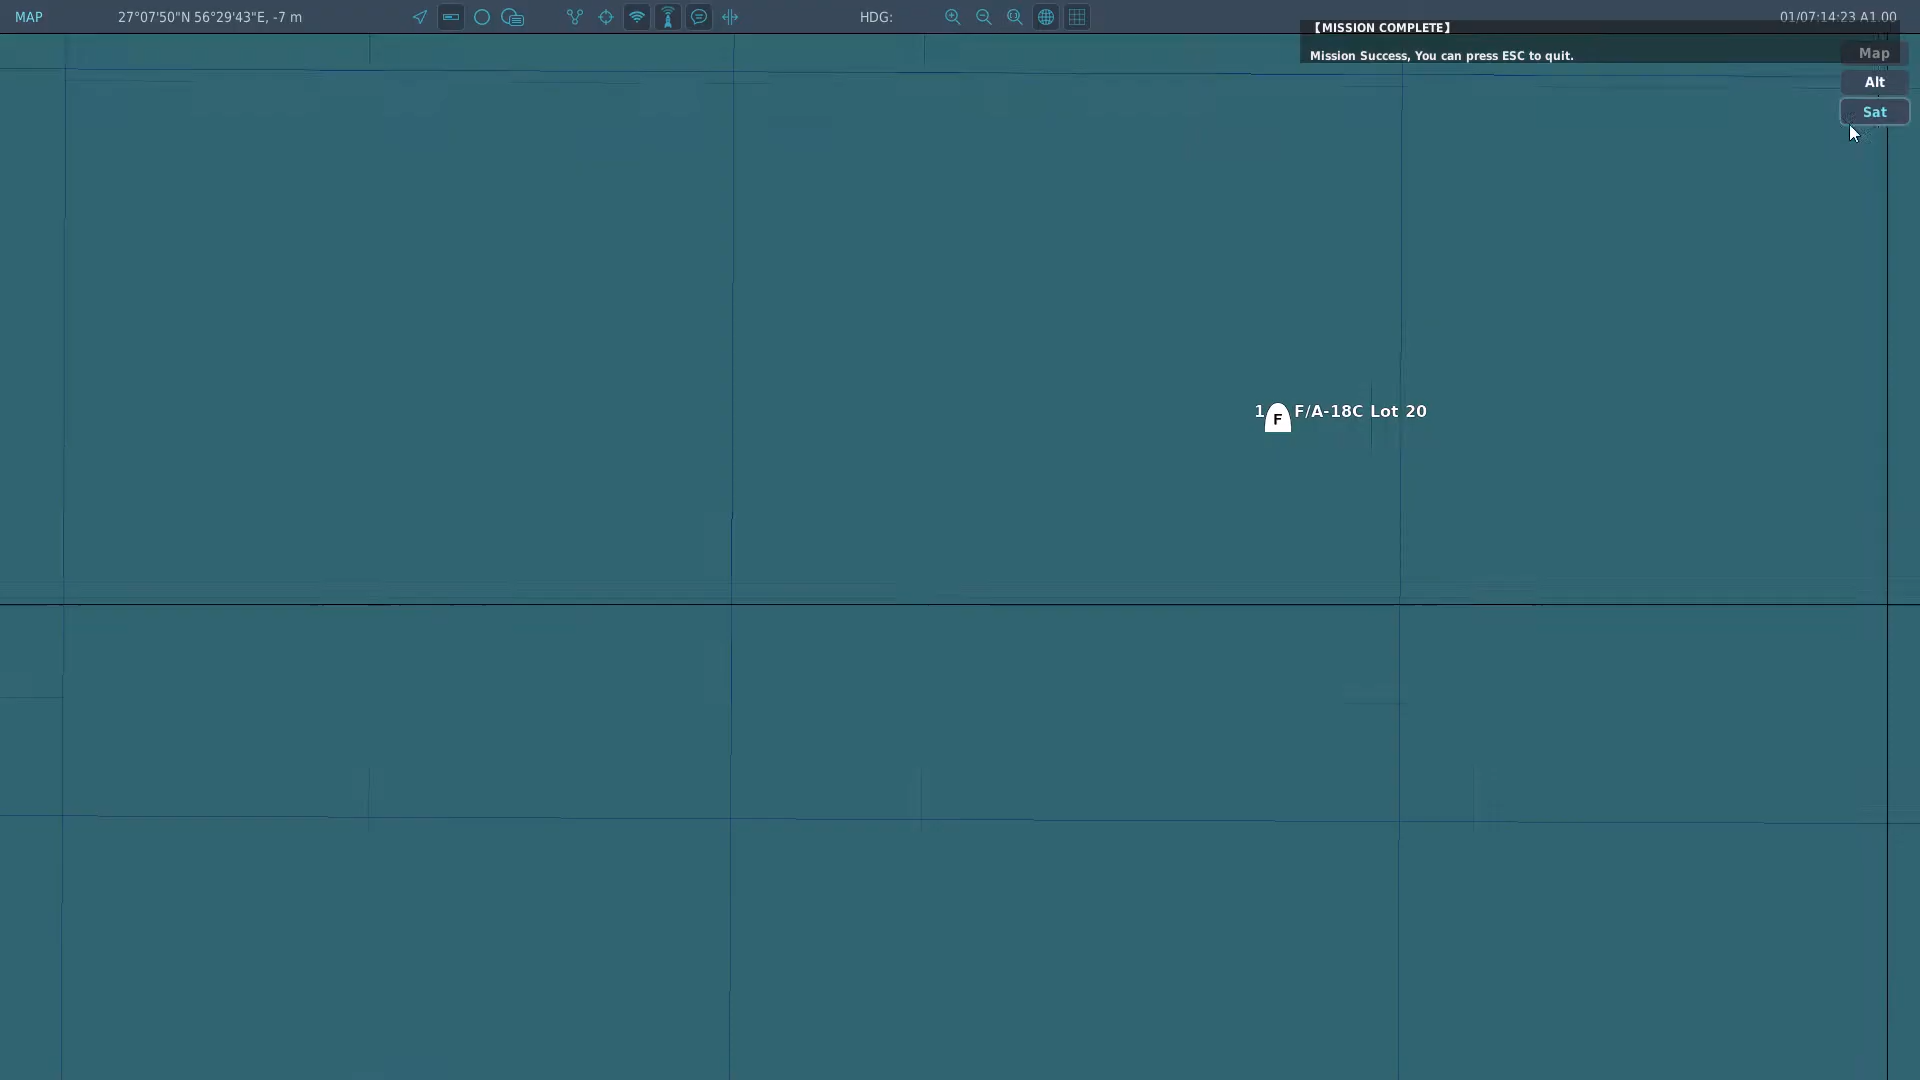 MAP
27°07'50"N 56°29'43"E, -7 m
HDG:
01/07:14:23 A1.00
【MISSION COMPLETE】
Mission Success, You can press ESC to quit.
Map
Alt
Sat
1 F F/A-18C Lot 20